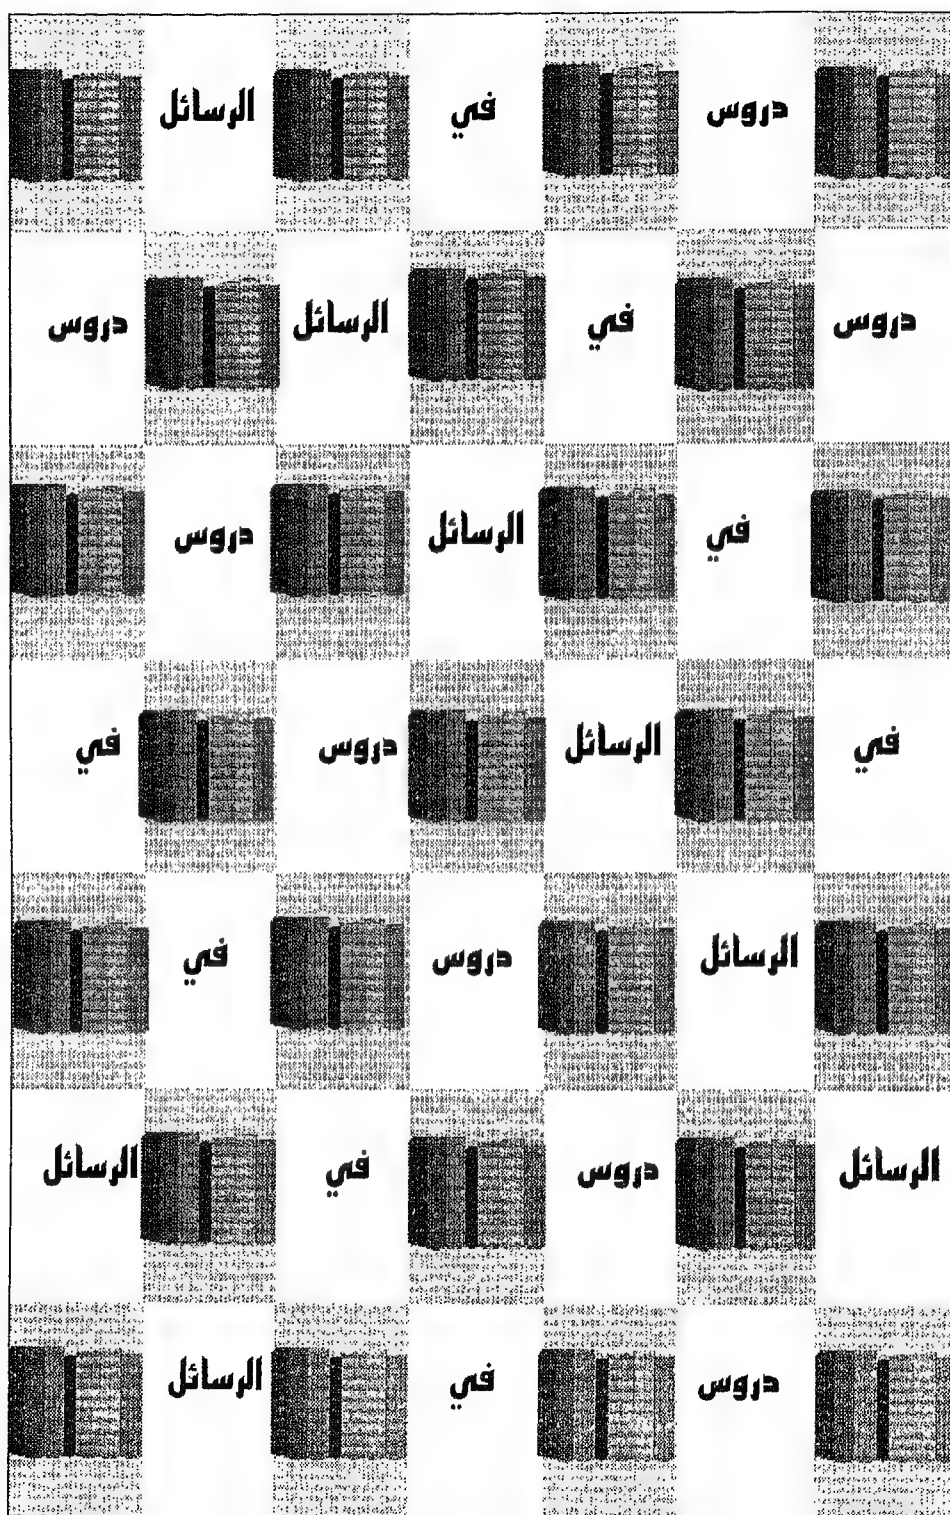 دروس في الرسائل
دروس في الرسائل دروس
في الرسائل دروس
في الرسائل دروس في
الرسائل دروس في
الرسائل دروس في الرسائل
دروس في الرسائل